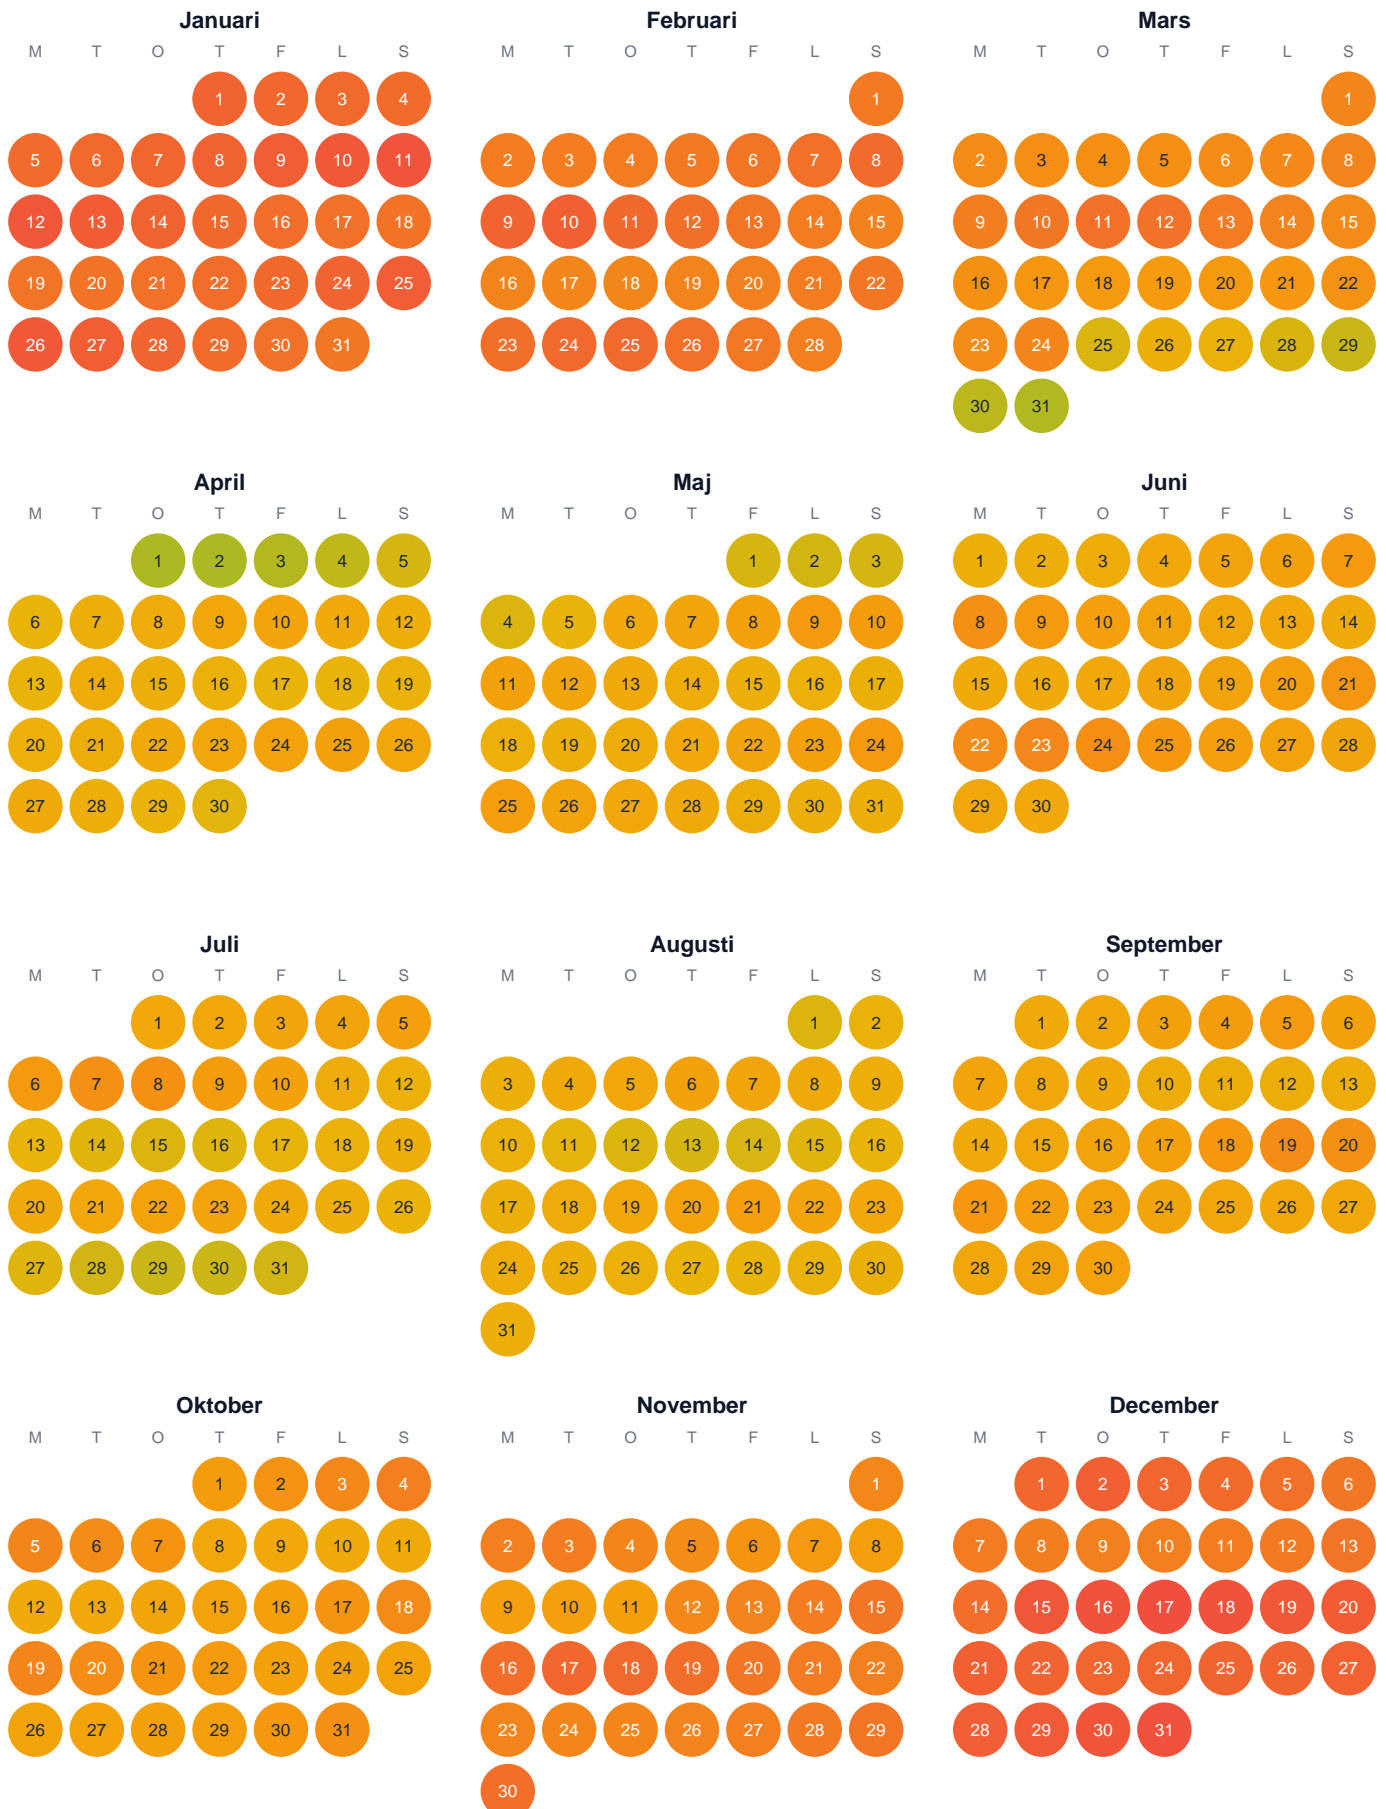 Januari Februari Mars
M T O T F L S M T O T F L S M T O T F L S
1 2 3 4 1 1
5 6 7 8 9 10 11 2 3 4 5 6 7 8 2 3 4 5 6 7 8
12 13 14 15 16 17 18 9 10 11 12 13 14 15 9 10 11 12 13 14 15
19 20 21 22 23 24 25 16 17 18 19 20 21 22 16 17 18 19 20 21 22
26 27 28 29 30 31 23 24 25 26 27 28 23 24 25 26 27 28 29
30 31
April Maj Juni
M T O T F L S M T O T F L S M T O T F L S
1 2 3 4 5 1 2 3 1 2 3 4 5 6 7
6 7 8 9 10 11 12 4 5 6 7 8 9 10 8 9 10 11 12 13 14
13 14 15 16 17 18 19 11 12 13 14 15 16 17 15 16 17 18 19 20 21
20 21 22 23 24 25 26 18 19 20 21 22 23 24 22 23 24 25 26 27 28
27 28 29 30 25 26 27 28 29 30 31 29 30
Juli Augusti September
M T O T F L S M T O T F L S M T O T F L S
1 2 3 4 5 1 2 1 2 3 4 5 6
6 7 8 9 10 11 12 3 4 5 6 7 8 9 7 8 9 10 11 12 13
13 14 15 16 17 18 19 10 11 12 13 14 15 16 14 15 16 17 18 19 20
20 21 22 23 24 25 26 17 18 19 20 21 22 23 21 22 23 24 25 26 27
27 28 29 30 31 24 25 26 27 28 29 30 28 29 30
31
Oktober November December
M T O T F L S M T O T F L S M T O T F L S
1 2 3 4 1 1 2 3 4 5 6
5 6 7 8 9 10 11 2 3 4 5 6 7 8 7 8 9 10 11 12 13
12 13 14 15 16 17 18 9 10 11 12 13 14 15 14 15 16 17 18 19 20
19 20 21 22 23 24 25 16 17 18 19 20 21 22 21 22 23 24 25 26 27
26 27 28 29 30 31 23 24 25 26 27 28 29 28 29 30 31
30